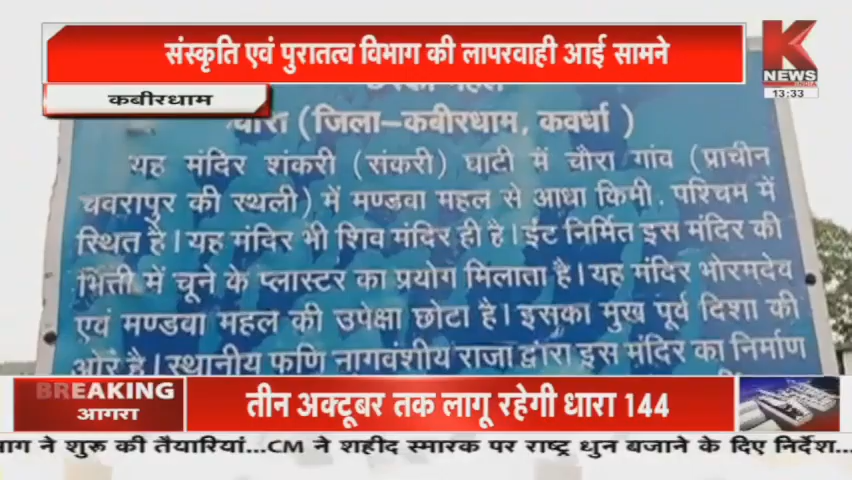 संस्कृति एवं पुरातत्व विभाग की लापरवाही आई सामने
K
NEWS
INDIA
13:33
कबीरधाम
चौरा (जिला-कबीरधाम, कवर्धा )
यह मंदिर शंकरी (संकरी) घाटी में चौरा गांव (प्राचीन
चवरापुर की स्थली) में मण्डवा महल से आधा किमी. पश्चिम में
स्थित है। यह मंदिर भी शिव मंदिर ही है। ईंट निर्मित इस मंदिर की
भित्ती में चूने के प्लास्टर का प्रयोग मिलाता है। यह मंदिर भोरमदेव
एवं मण्डवा महल की उपेक्षा छोटा है। इसका मुख पूर्व दिशा की
ओर है। स्थानीय फणि नागवंशीय राजा द्वारा इस मंदिर का निर्माण
BREAKING
आगरा
तीन अक्टूबर तक लागू रहेगी धारा 144
ने शुरू की तैयारियां...CM ने शहीद स्मारक पर राष्ट्र धुन बजाने के दिए निर्देश...